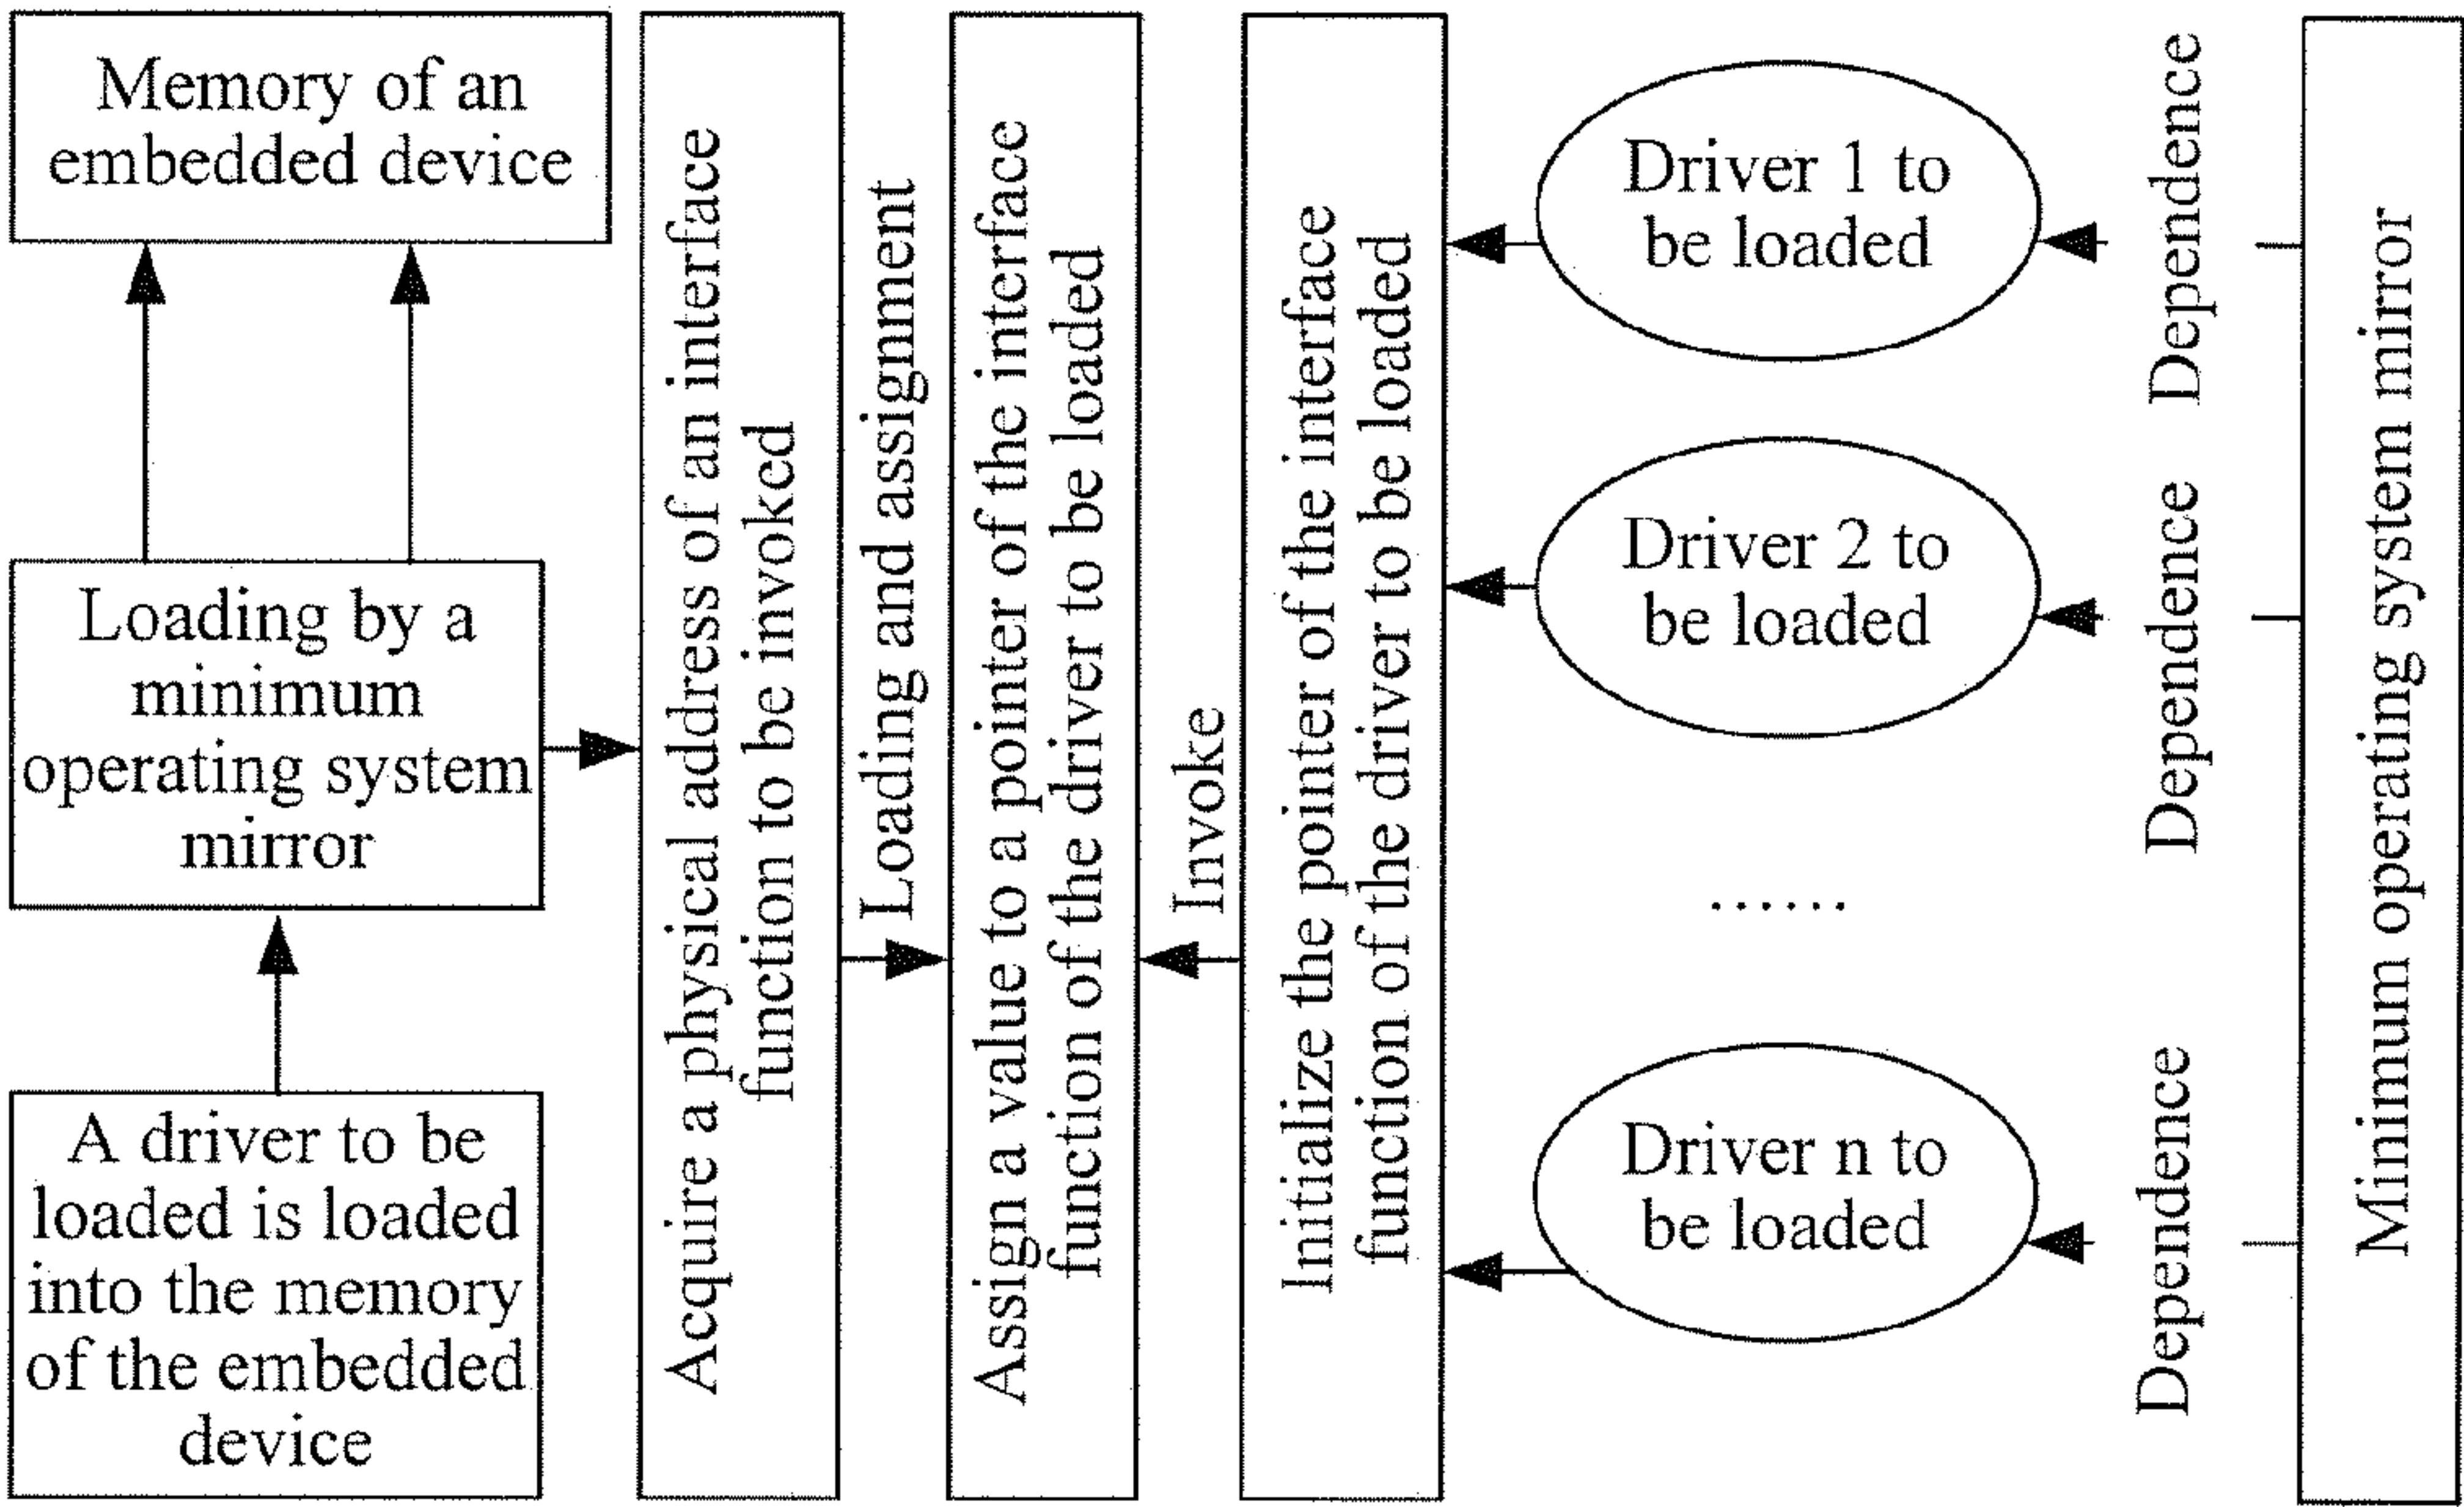 Memory of an
embedded device
Loading by a
minimum
operating system
mirror
A driver to be
loaded is loaded
into the memory
of the embedded
device
Acquire a physical address of an interface
function to be invoked
Loading and assignment
Assign a value to a pointer of the interface
function of the driver to be loaded
Invoke
Initialize the pointer of the interface
function of the driver to be loaded
Driver 1 to
be loaded
Driver 2 to
be loaded
......
Driver n to
be loaded
Dependence
Dependence
Dependence
Minimum operating system mirror